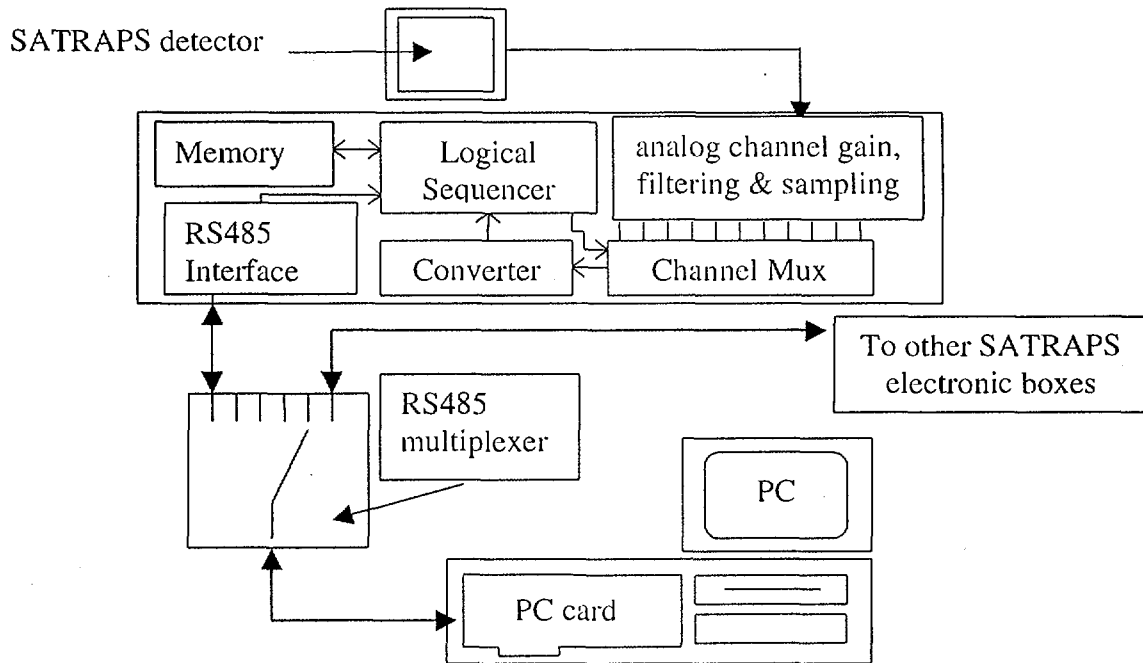 SATRAPS detector
Memory
Logical
Sequencer
analog channel gain,
filtering & sampling
RS485
Interface
Converter
Channel Mux
To other SATRAPS
electronic boxes
RS485
multiplexer
PC
PC card